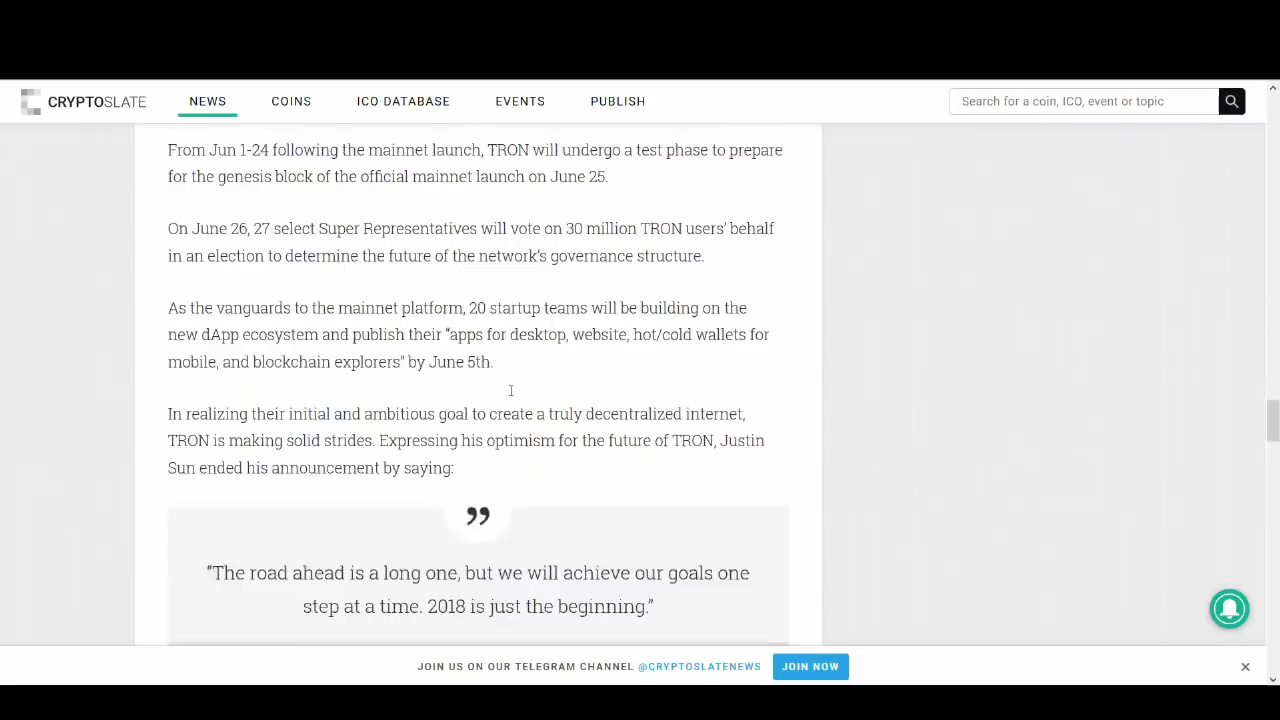 CRYPTOSLATE
NEWS
COINS
ICO DATABASE
EVENTS
PUBLISH
Search for a coin, ICO, event or topic
From Jun 1-24 following the mainnet launch, TRON will undergo a test phase to prepare
for the genesis block of the official mainnet launch on June 25.
On June 26, 27 select Super Representatives will vote on 30 million TRON users’ behalf
in an election to determine the future of the network’s governance structure.
As the vanguards to the mainnet platform, 20 startup teams will be building on the
new dApp ecosystem and publish their “apps for desktop, website, hot/cold wallets for
mobile, and blockchain explorers” by June 5th.
In realizing their initial and ambitious goal to create a truly decentralized internet,
TRON is making solid strides. Expressing his optimism for the future of TRON, Justin
Sun ended his announcement by saying:
”
“The road ahead is a long one, but we will achieve our goals one
step at a time. 2018 is just the beginning.”
JOIN US ON OUR TELEGRAM CHANNEL @CRYPTOSLATENEWS
JOIN NOW